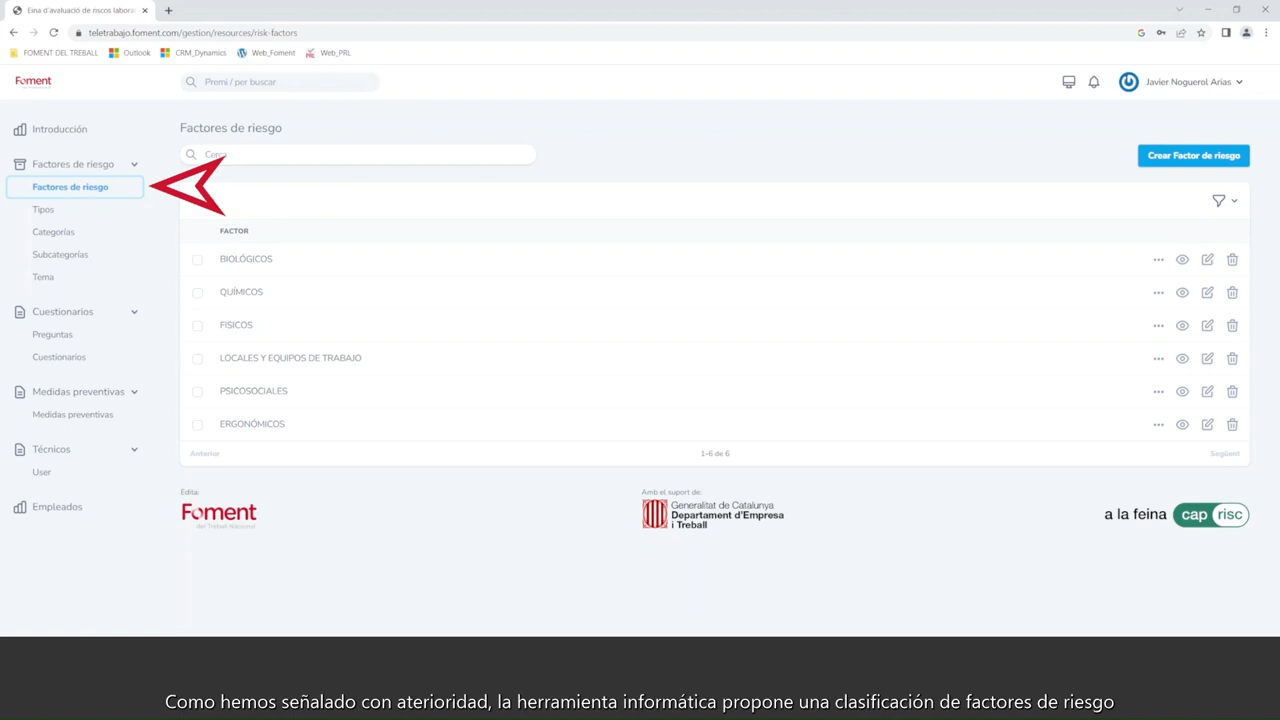 Eina d'avaluació de riscos labora
teletrabajo.foment.com/gestion/resources/risk-factors
FOMENT DEL TREBALL
Outlook
CRM_Dynamics
Web_Foment
Web_PRL
Foment
Premi / per buscar
Javier Noguerol Arias
Introducción
Factores de riesgo
Factores de riesgo
Tipos
Categorías
Subcategorías
Tema
Cuestionarios
Preguntas
Cuestionarios
Medidas preventivas
Medidas preventivas
Técnicos
User
Empleados
Factores de riesgo
Cerca
Crear Factor de riesgo
FACTOR
BIOLÓGICOS
QUÍMICOS
FISICOS
LOCALES Y EQUIPOS DE TRABAJO
PSICOSOCIALES
ERGONÓMICOS
Anterior
1-6 de 6
Següent
Edita:
Foment
del Treball Nacional
Amb el suport de:
Generalitat de Catalunya
Departament d'Empresa
i Treball
a la feina cap risc
Como hemos señalado con aterioridad, la herramienta informática propone una clasificación de factores de riesgo